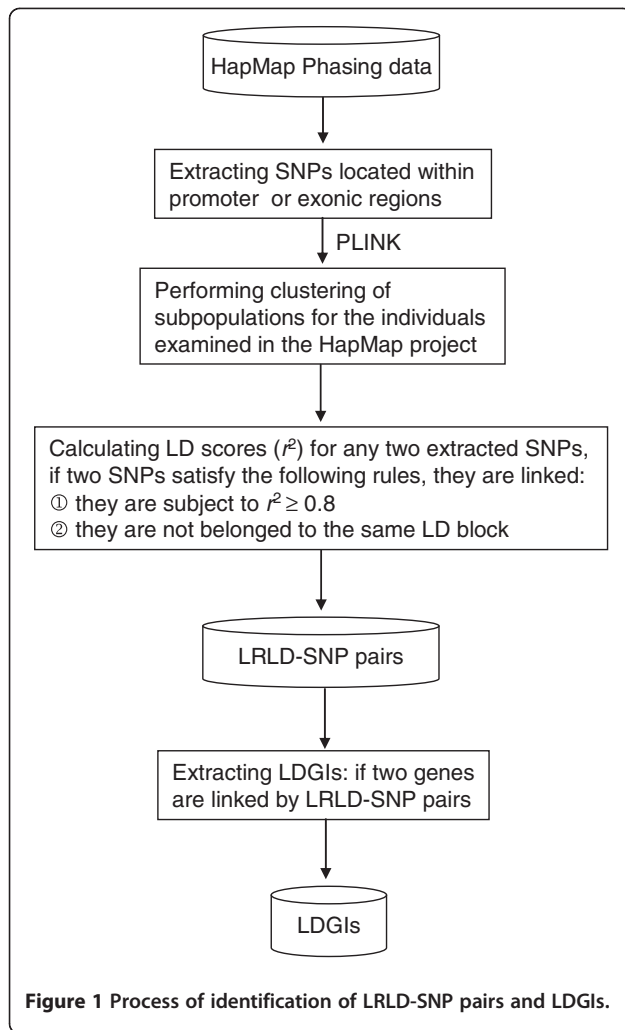 HapMap Phasing data
Extracting SNPs located within
promoter or exonic regions
PLINK
Performing clustering of
subpopulations for the individuals
examined in the HapMap project
Calculating LD scores (r²) for any two extracted SNPs,
if two SNPs satisfy the following rules, they are linked:
① they are subject to r² ≥ 0.8
② they are not belonged to the same LD block
LRLD-SNP pairs
Extracting LDGIs: if two genes
are linked by LRLD-SNP pairs
LDGIs
Figure 1 Process of identification of LRLD-SNP pairs and LDGIs.